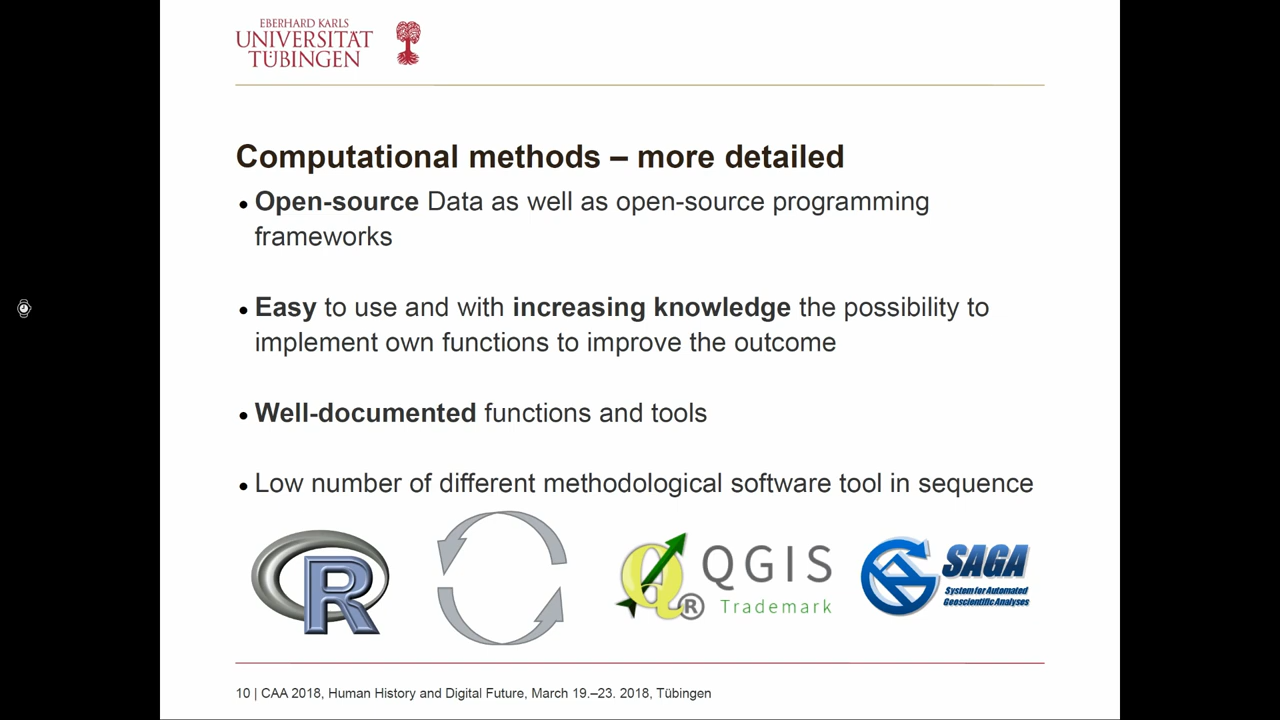 EBERHARD KARLS
UNIVERSITÄT
TÜBINGEN
Computational methods – more detailed
• Open-source Data as well as open-source programming
frameworks
• Easy to use and with increasing knowledge the possibility to
implement own functions to improve the outcome
• Well-documented functions and tools
• Low number of different methodological software tool in sequence
R
Q
®
QGIS
Trademark
SAGA
System for Automated
Geoscientific Analyses
10 | CAA 2018, Human History and Digital Future, March 19.–23. 2018, Tübingen